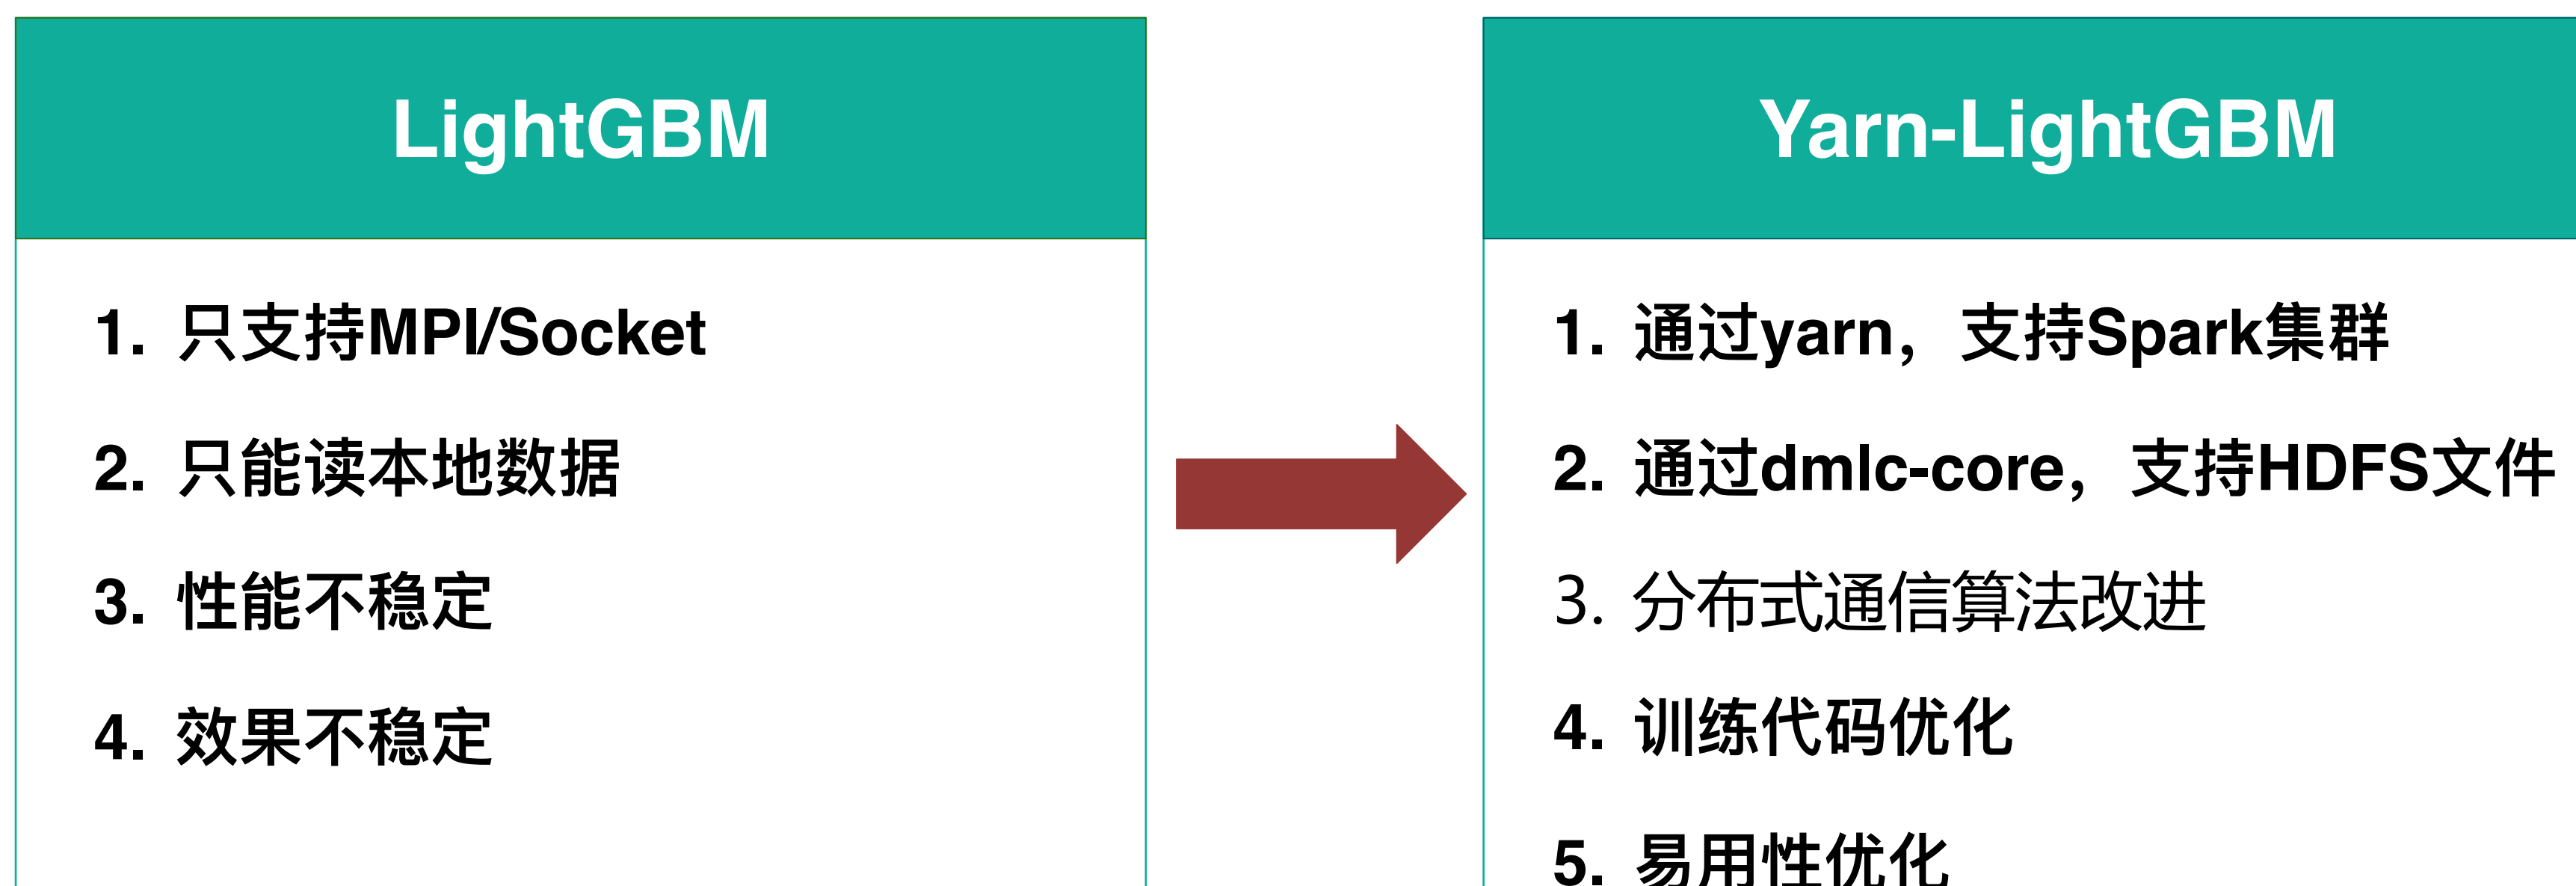 LightGBM
1. 只支持MPI/Socket
2. 只能读本地数据
3. 性能不稳定
4. 效果不稳定
Yarn-LightGBM
1. 通过yarn，支持Spark集群
2. 通过dmlc-core，支持HDFS文件
3. 分布式通信算法改进
4. 训练代码优化
5. 易用性优化